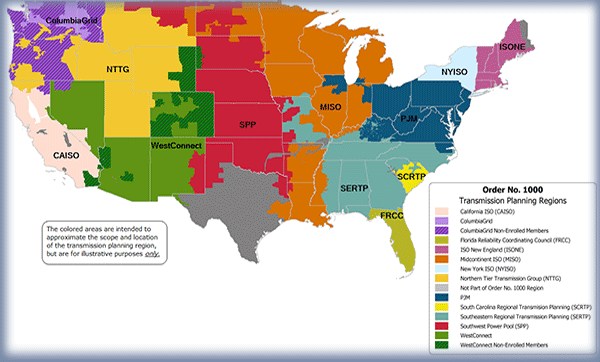 ColumbiaGrid
ISONE
NTTG
NYISO
MISO
PJM
SPP
WestConnect
CAISO
SCRTP
SERTP
FRCC
The colored areas are intended to
approximate the scope and location
of the transmission planning region,
but are for illustrative purposes only.
Order No. 1000
Transmission Planning Regions
California ISO (CAISO)
ColumbiaGrid
ColumbiaGrid Non-Enrolled Members
Florida Reliability Coordinating Council (FRCC)
ISO New England (ISONE)
Midcontinent ISO (MISO)
New York ISO (NYISO)
Northern Tier Transmission Group (NTTG)
Not Part of Order No. 1000 Region
PJM
South Carolina Regional Transmision Planning (SCRTP)
Southeastern Regional Transmission Planning (SERTP)
Southwest Power Pool (SPP)
WestConnect
WestConnect Non-Enrolled Members